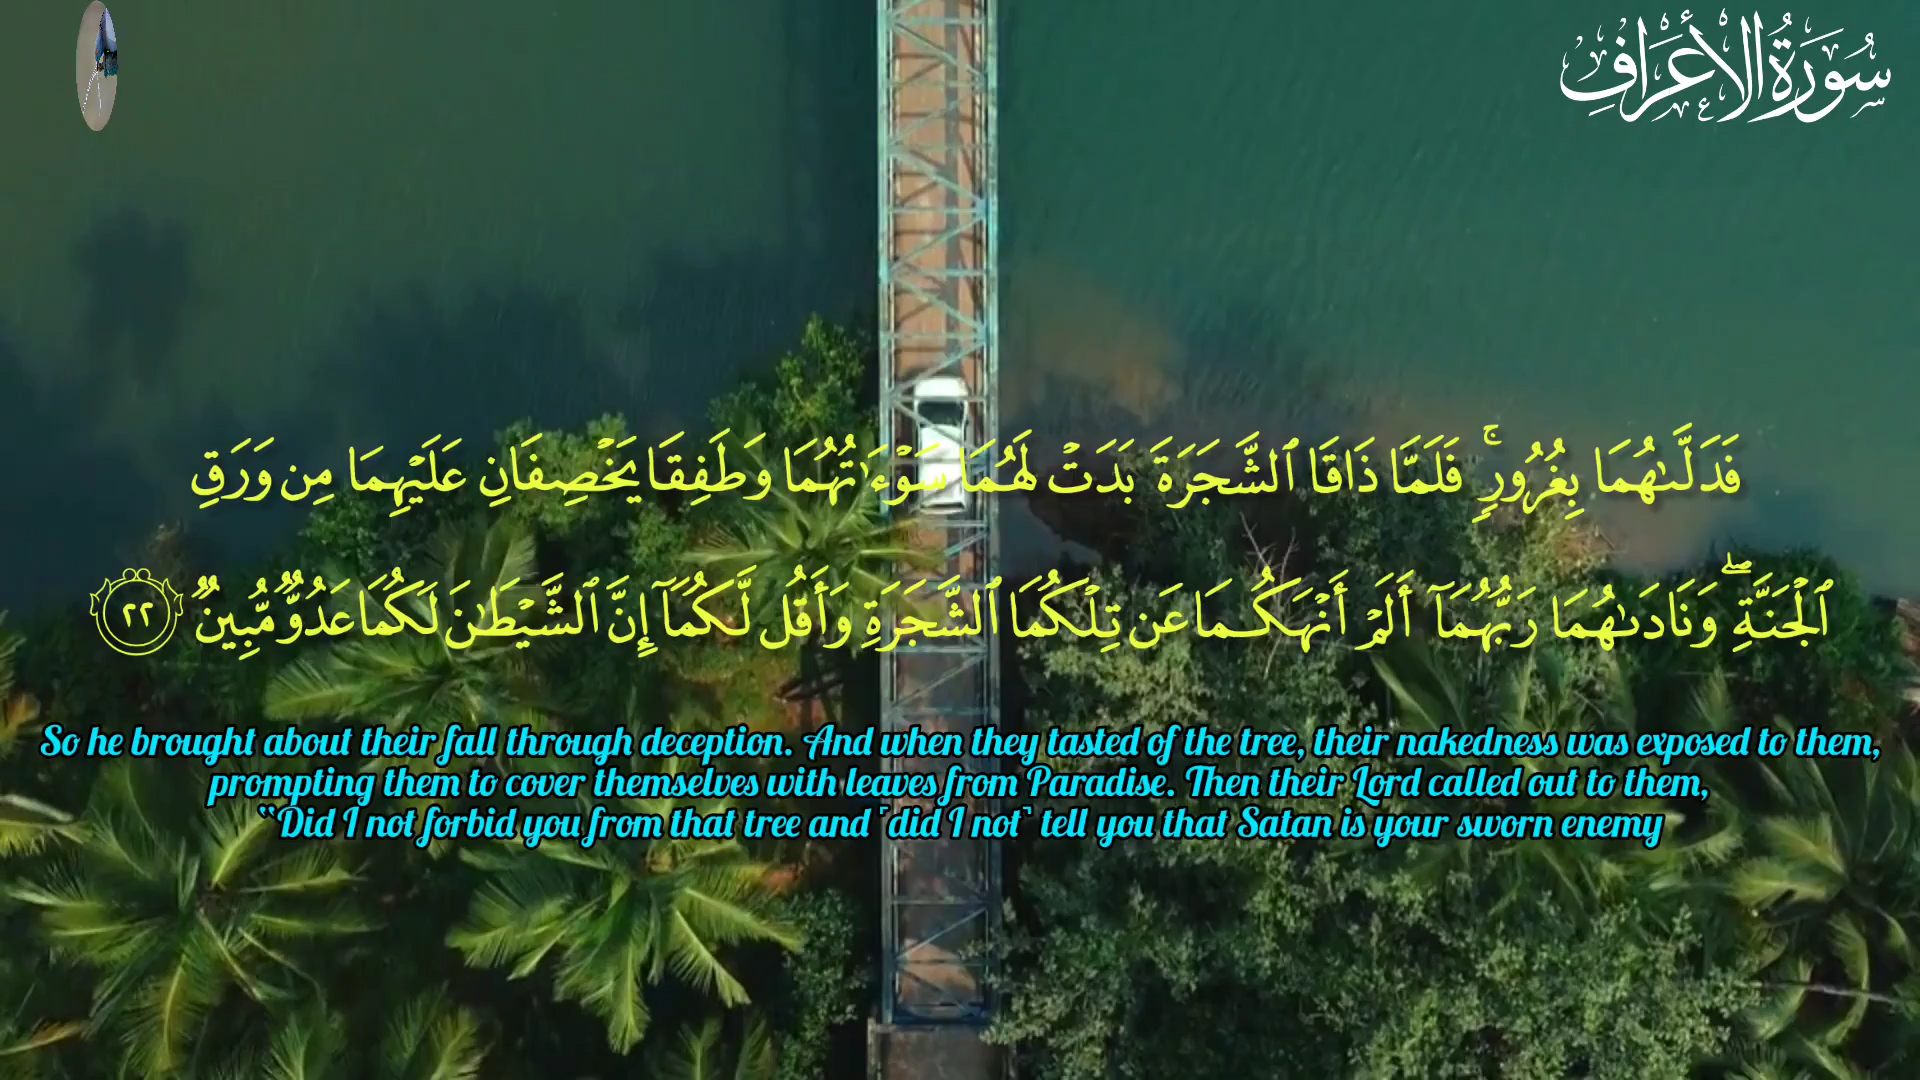 سُورَةُ الْأَعْرَافِ
فَدَلَّىٰهُمَا بِغُرُورٍۚ فَلَمَّا ذَاقَا ٱلشَّجَرَةَ بَدَتْ لَهُمَا سَوْءَٰتُهُمَا وَطَفِقَا يَخْصِفَانِ عَلَيْهِمَا مِن وَرَقِ
ٱلْجَنَّةِۖ وَنَادَىٰهُمَا رَبُّهُمَآ أَلَمْ أَنْهَكُمَا عَن تِلْكُمَا ٱلشَّجَرَةِ وَأَقُل لَّكُمَآ إِنَّ ٱلشَّيْطَٰنَ لَكُمَا عَدُوٌّ مُّبِينٌ ٢٢
So he brought about their fall through deception. And when they tasted of the tree, their nakedness was exposed to them,
prompting them to cover themselves with leaves from Paradise. Then their Lord called out to them,
“Did I not forbid you from that tree and ˹did I not˺ tell you that Satan is your sworn enemy